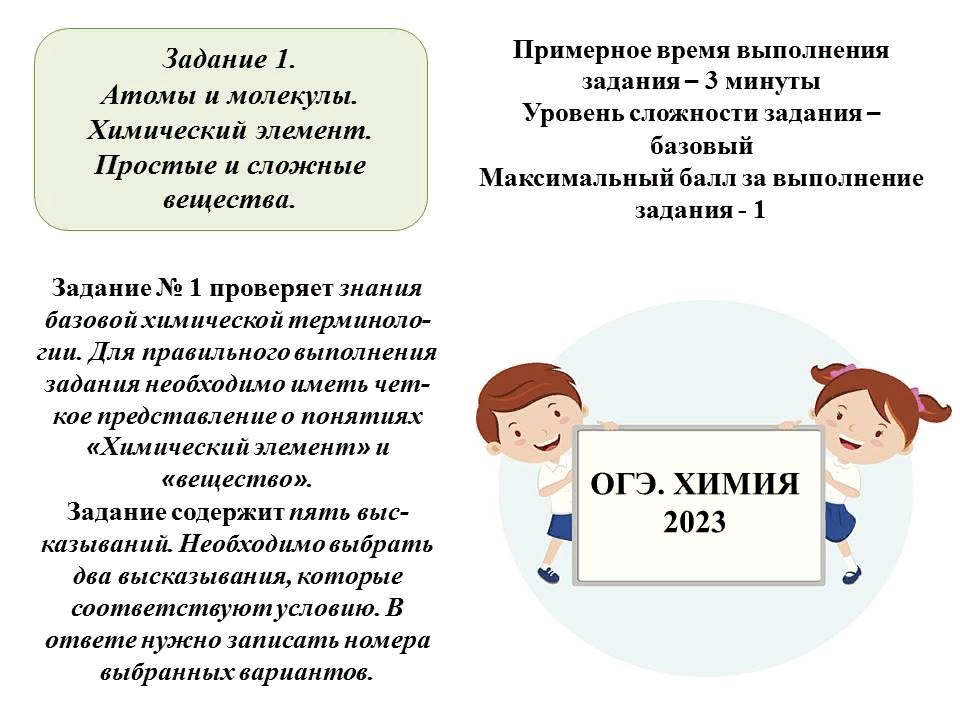 Задание 1.
Атомы и молекулы.
Химический элемент.
Простые и сложные
вещества.
Примерное время выполнения
задания – 3 минуты
Уровень сложности задания –
базовый
Максимальный балл за выполнение
задания - 1
Задание № 1 проверяет знания
базовой химической терминоло-
гии. Для правильного выполнения
задания необходимо иметь чет-
кое представление о понятиях
«Химический элемент» и
«вещество».
Задание содержит пять выс-
казываний. Необходимо выбрать
два высказывания, которые
соответствуют условию. В
ответе нужно записать номера
выбранных вариантов.
ОГЭ. ХИМИЯ
2023